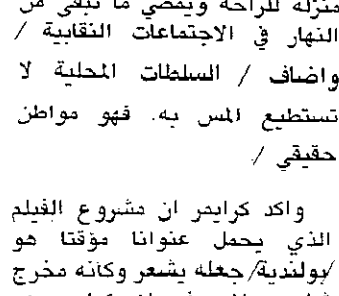 منزله للراحة ويمضي ما تبقى من
النهار في الاجتماعات النقابية /
واضاف / السلطات المحلية لا
تستطيع المس به. فهو مواطن
حقيقي /.
واكد كرايمر ان مشروع الفيلم
الذي يحمل عنوانا مؤقتا هو
/بولندية/ جعله يشعر وكأنه مخرج